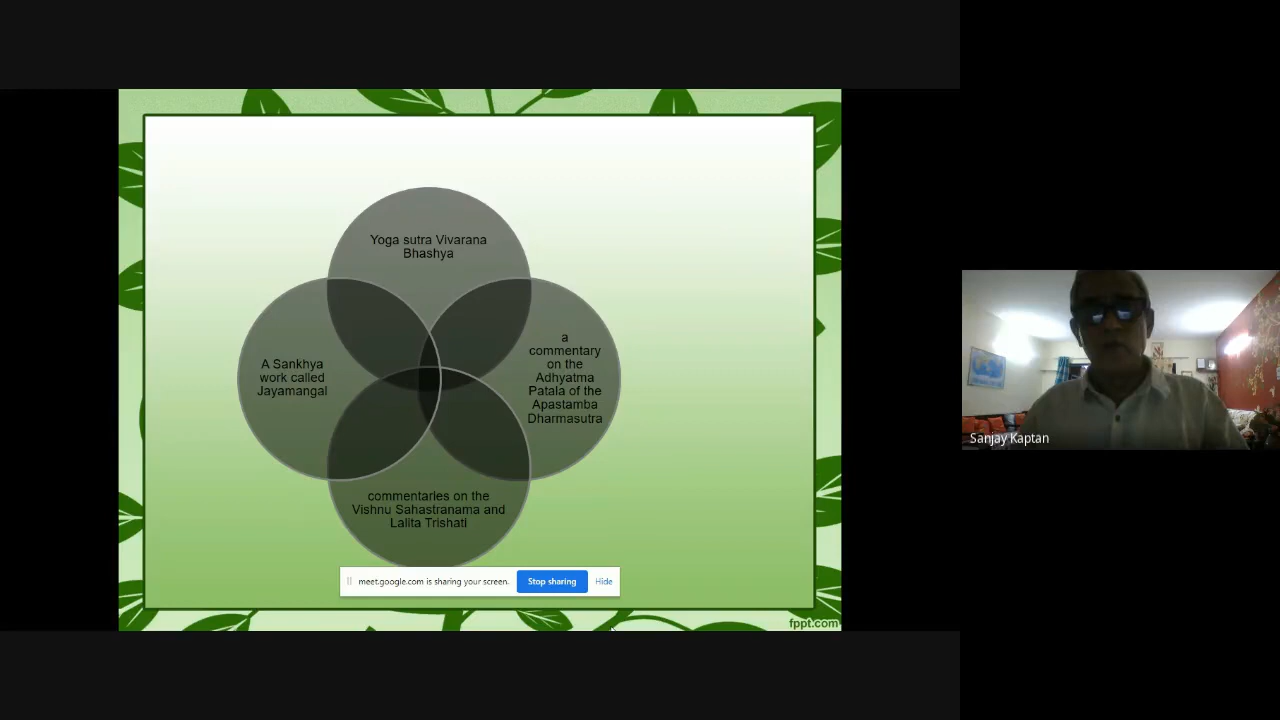 Yoga sutra Vivarana
Bhashya
A Sankhya
work called
Jayamangal
a
commentary
on the
Adhyatma
Patala of the
Apastamba
Dharmasutra
commentaries on the
Vishnu Sahastranama and
Lalita Trishati
meet.google.com is sharing your screen.
Stop sharing
Hide
fppt.com
Sanjay Kaptan